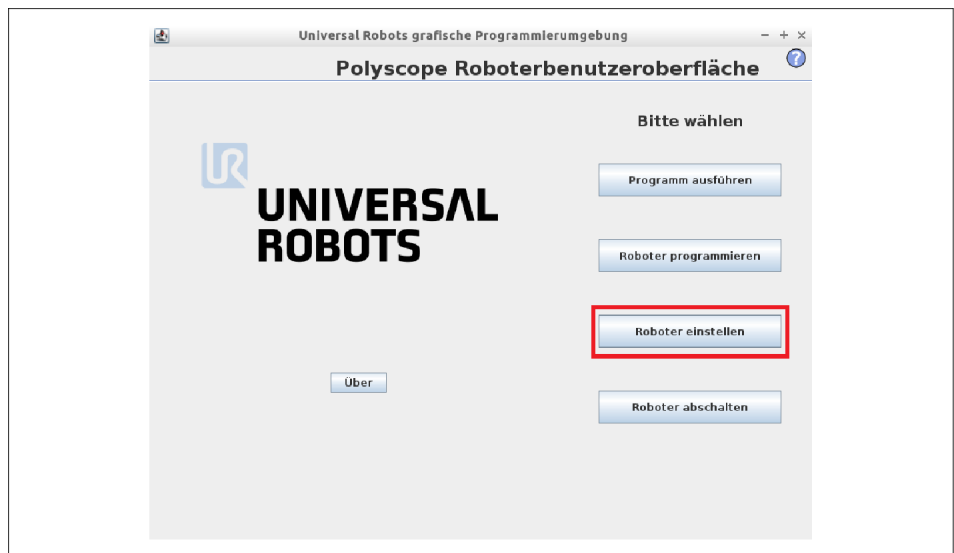 Universal Robots grafische Programmierumgebung
Polyscope Roboterbenutzeroberfläche
?
Bitte wählen
UR
Programm ausführen
UNIVERSAL
ROBOTS
Roboter programmieren
Roboter einstellen
Über
Roboter abschalten